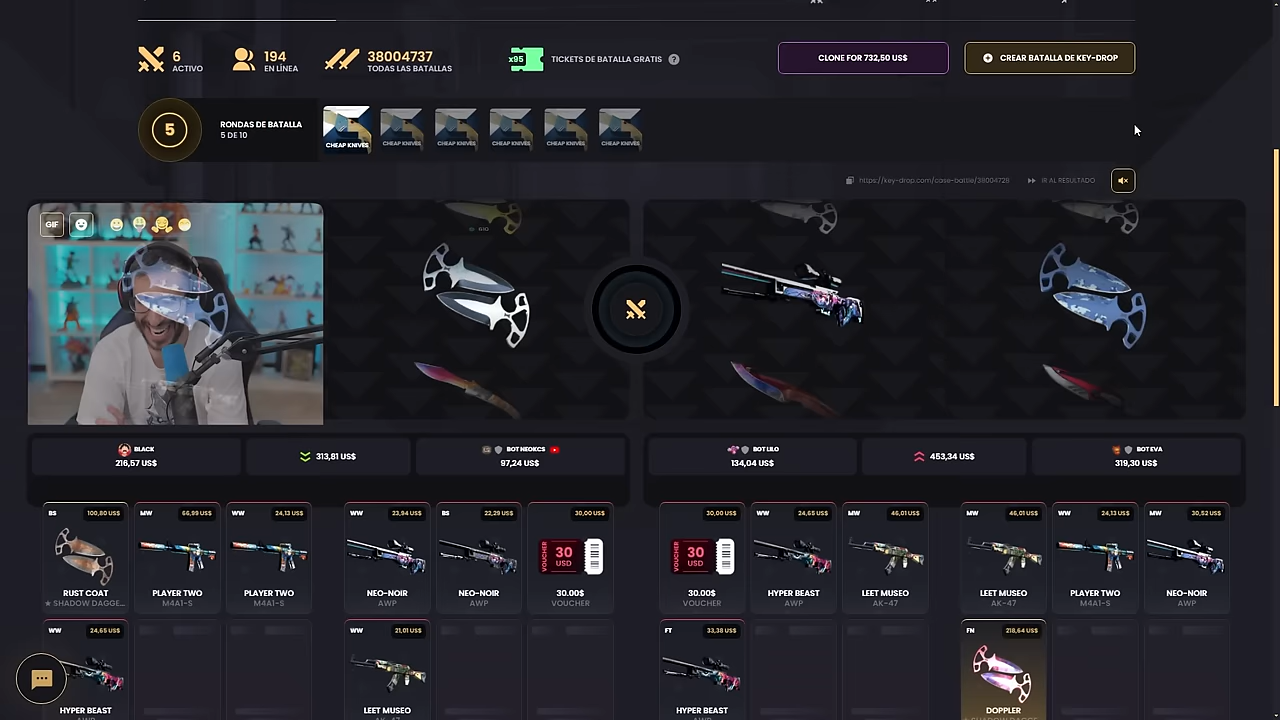 6
ACTIVO
194
EN LÍNEA
38004737
TODAS LAS BATALLAS
x95
TICKETS DE BATALLA GRATIS
?
CLONE FOR 732,50 US$
CREAR BATALLA DE KEY-DROP
5
RONDAS DE BATALLA
5 DE 10
CHEAP KNIVES
CHEAP KNIVES
CHEAP KNIVES
CHEAP KNIVES
CHEAP KNIVES
CHEAP KNIVES
https://key-drop.com/case-battle/38004728
IR AL RESULTADO
GIF
BLACK
216,57 US$
313,81 US$
BOT NEOKCS
97,24 US$
BOT LILO
134,04 US$
453,34 US$
BOT EVA
319,30 US$
BS 100,80 US$
RUST COAT
★ SHADOW DAGGE...
MW 66,99 US$
PLAYER TWO
M4A1-S
WW 24,13 US$
PLAYER TWO
M4A1-S
WW 23,94 US$
NEO-NOIR
AWP
BS 22,29 US$
NEO-NOIR
AWP
30,00 US$
VOUCHER
30
USD
30.00$
VOUCHER
30,00 US$
VOUCHER
30
USD
30.00$
VOUCHER
WW 24,65 US$
HYPER BEAST
AWP
MW 46,01 US$
LEET MUSEO
AK-47
MW 46,01 US$
LEET MUSEO
AK-47
WW 24,13 US$
PLAYER TWO
M4A1-S
MW 30,52 US$
NEO-NOIR
AWP
WW 24,65 US$
HYPER BEAST
AWP
WW 21,01 US$
LEET MUSEO
AK-47
FT 33,38 US$
HYPER BEAST
AWP
FN 218,64 US$
DOPPLER
★ SHADOW DAGGE...